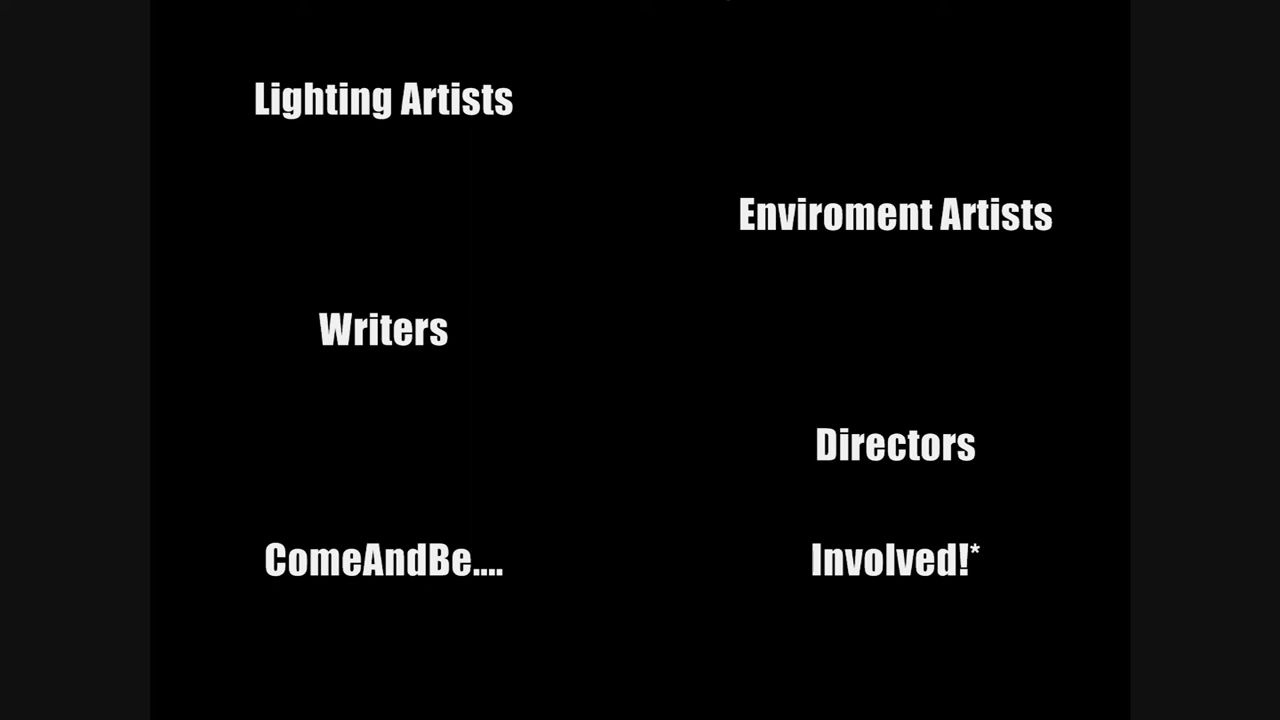 Lighting Artists
Enviroment Artists
Writers
Directors
ComeAndBe....
Involved!*